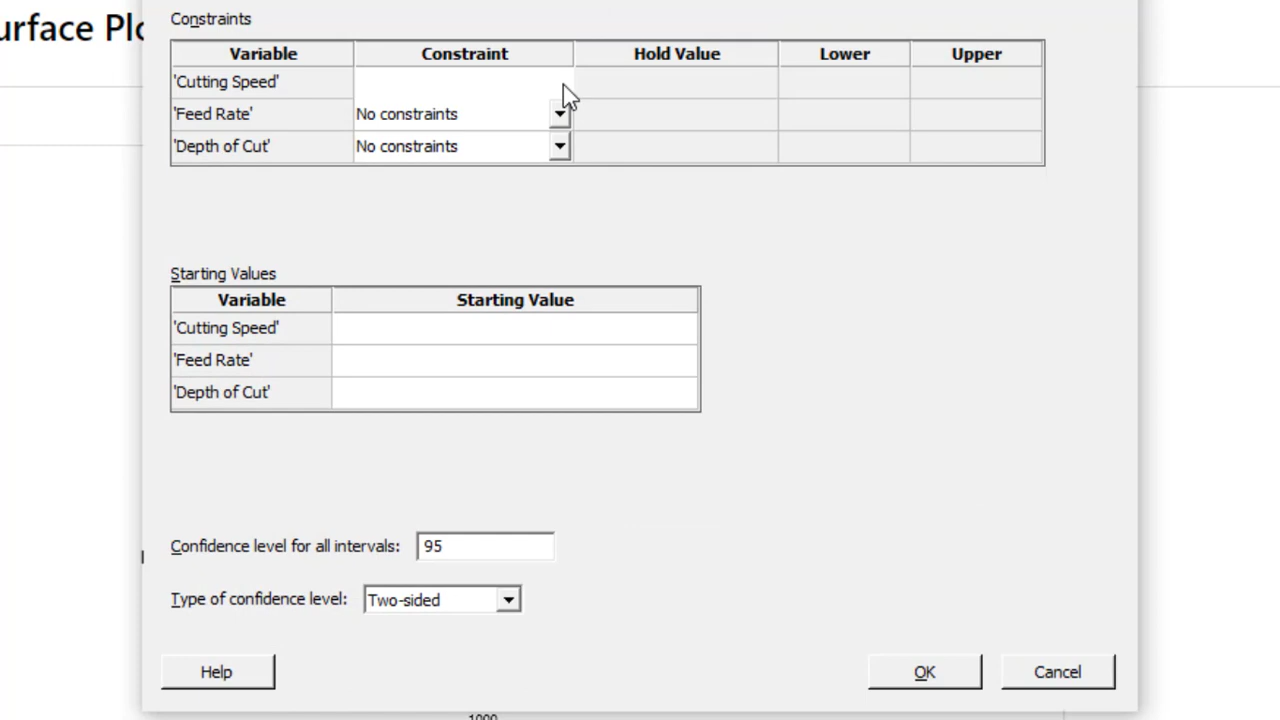 Constraints
urface Plo
Variable Constraint Hold Value Lower Upper
'Cutting Speed'
'Feed Rate' No constraints
'Depth of Cut' No constraints
Starting Values
Variable Starting Value
'Cutting Speed'
'Feed Rate'
'Depth of Cut'
Confidence level for all intervals: 95
Type of confidence level: Two-sided
Help OK Cancel
1000